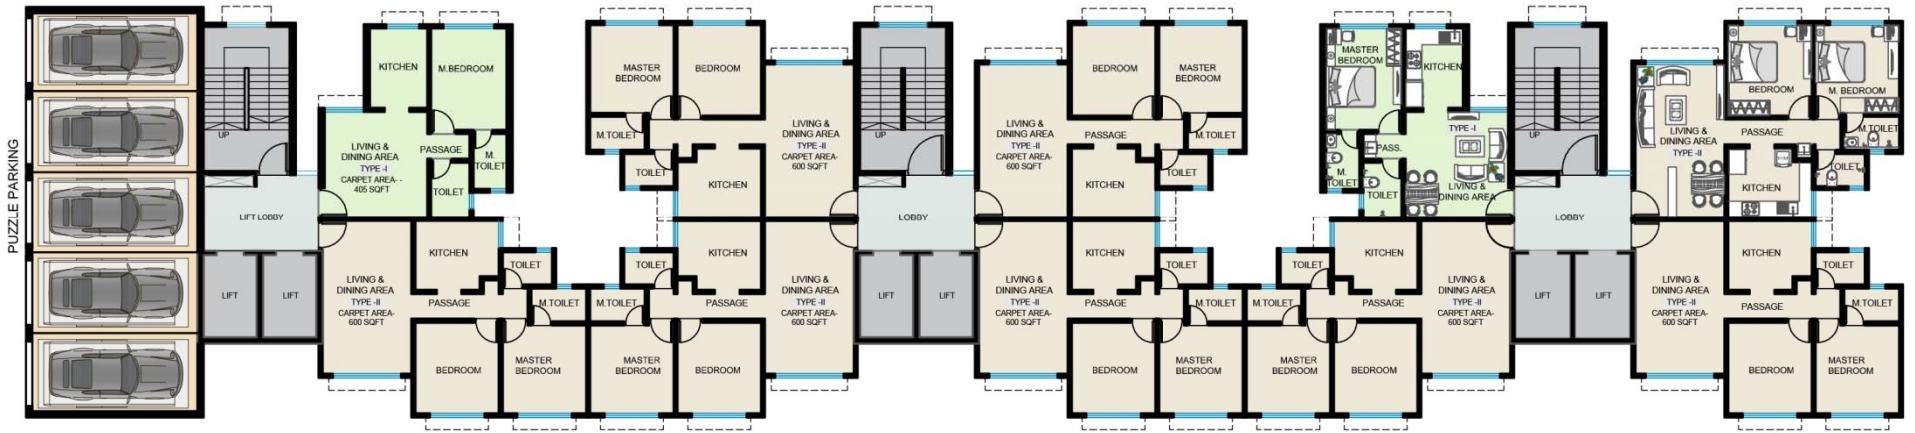 PUZZLE PARKING
UP
LIFT LOBBY
LIFT
LIFT
KITCHEN
M.BEDROOM
LIVING &
DINING AREA
TYPE -I
CARPET AREA- -
405 SQFT
PASSAGE
M.
TOILET
TOILET
LIVING &
DINING AREA
TYPE -II
CARPET AREA-
600 SQFT
KITCHEN
TOILET
PASSAGE
M.TOILET
BEDROOM
MASTER
BEDROOM
MASTER
BEDROOM
BEDROOM
M.TOILET
TOILET
KITCHEN
LIVING &
DINING AREA
TYPE -II
CARPET AREA-
600 SQFT
KITCHEN
TOILET
M.TOILET
PASSAGE
LIVING &
DINING AREA
TYPE -II
CARPET AREA-
600 SQFT
MASTER
BEDROOM
BEDROOM
UP
LOBBY
LIFT
LIFT
BEDROOM
MASTER
BEDROOM
LIVING &
DINING AREA
TYPE -II
CARPET AREA-
600 SQFT
PASSAGE
M.TOILET
TOILET
KITCHEN
LIVING &
DINING AREA
TYPE -II
CARPET AREA-
600 SQFT
KITCHEN
TOILET
PASSAGE
M.TOILET
BEDROOM
MASTER
BEDROOM
MASTER
BEDROOM
KITCHEN
TYPE -I
PASS.
M.
TOILET
TOILET
LIVING &
DINING AREA
KITCHEN
TOILET
M.TOILET
PASSAGE
LIVING &
DINING AREA
TYPE -II
CARPET AREA-
600 SQFT
MASTER
BEDROOM
BEDROOM
UP
LOBBY
LIFT
LIFT
BEDROOM
M. BEDROOM
LIVING &
DINING AREA
TYPE -II
PASSAGE
M.TOILET
TOILET
KITCHEN
LIVING &
DINING AREA
TYPE -II
CARPET AREA-
600 SQFT
KITCHEN
TOILET
PASSAGE
M.TOILET
BEDROOM
MASTER
BEDROOM